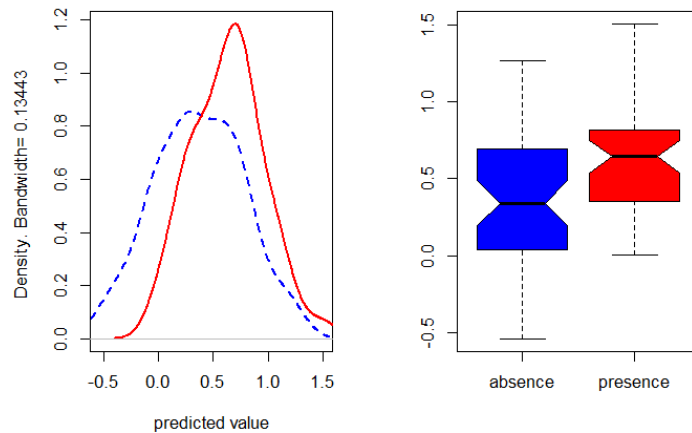 Density. Bandwidth= 0.13443
0.0 0.2 0.4 0.6 0.8 1.0 1.2
-0.5 0.0 0.5 1.0 1.5
predicted value
-0.5 0.0 0.5 1.0 1.5
absence presence